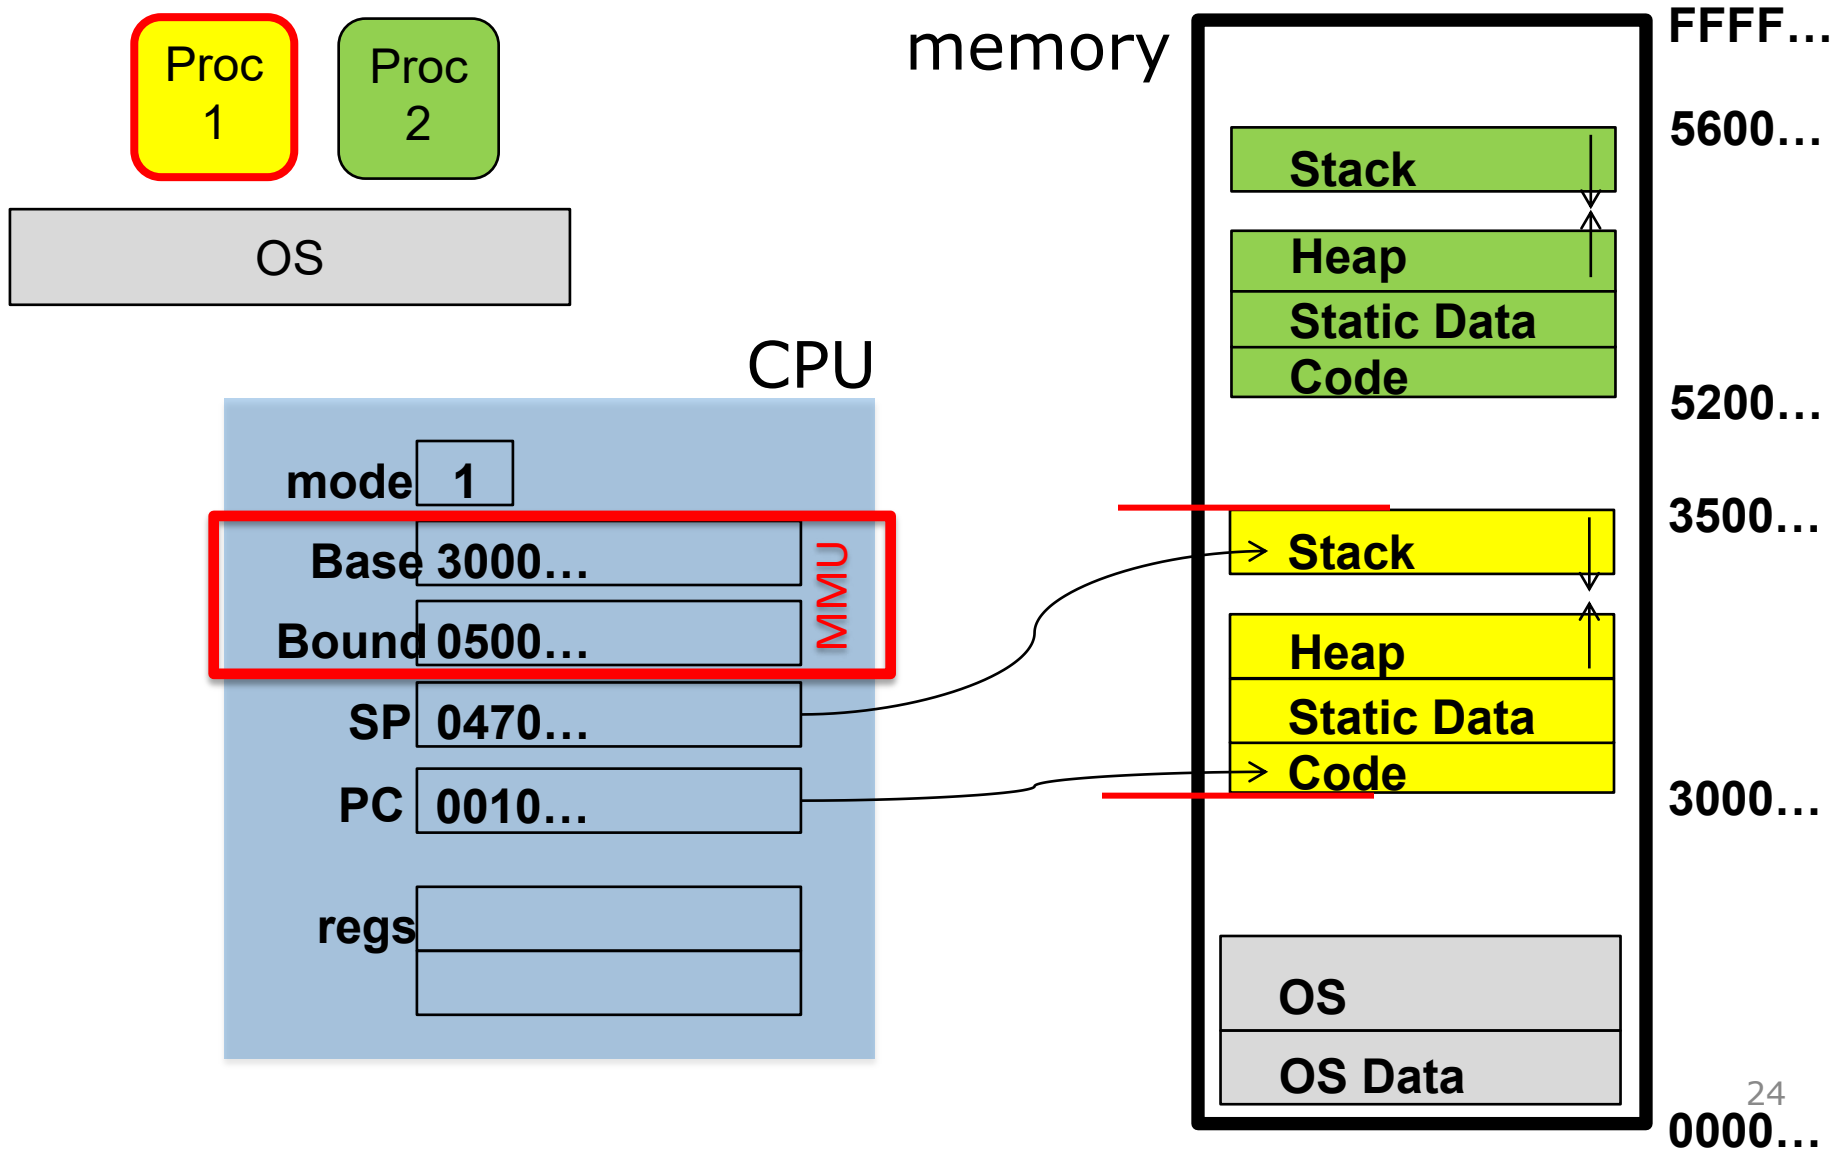 Proc
1
Proc
2
OS
memory
FFFF…
5600…
Stack
Heap
Static Data
Code
5200…
CPU
mode 1
Base 3000…
Bound 0500…
MMU
SP 0470…
PC 0010…
regs
3500…
Stack
Heap
Static Data
Code
3000…
OS
OS Data
24
0000…